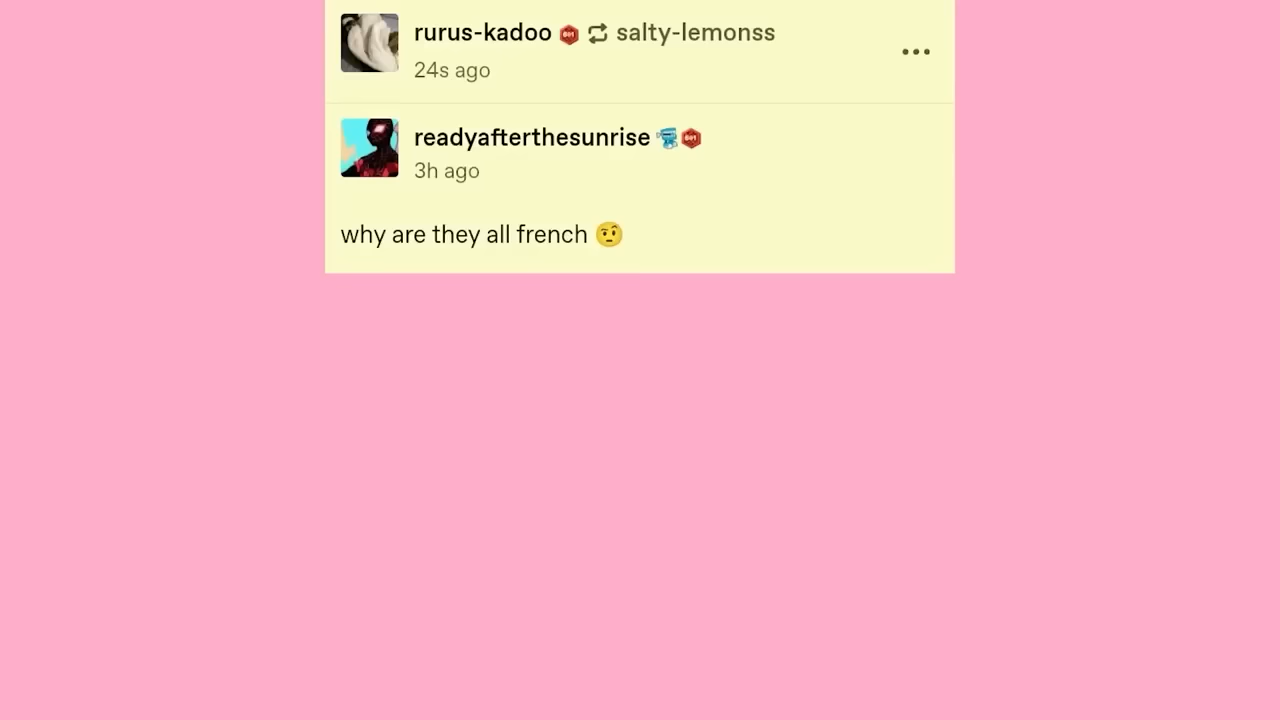 rurus-kadoo salty-lemonss
24s ago
readyafterthesunrise
3h ago
why are they all french 🤨